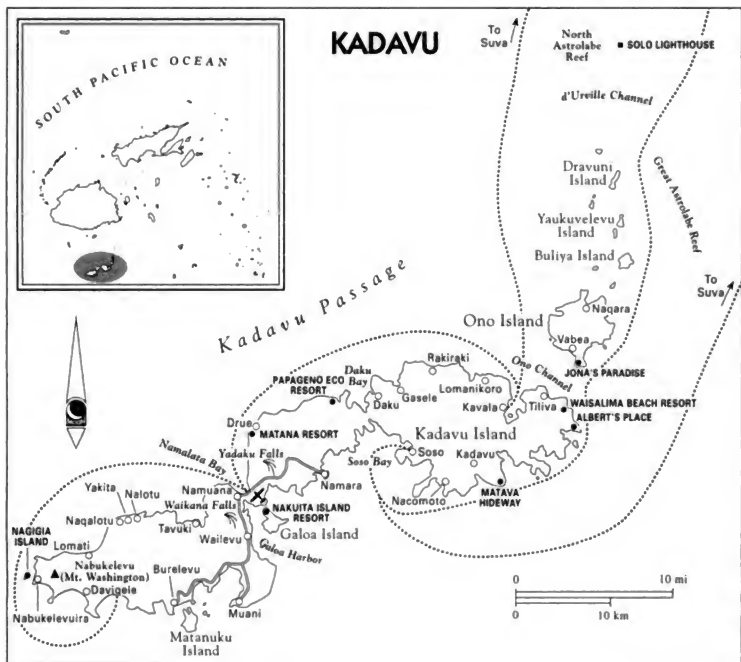 KADAVU
SOUTH PACIFIC OCEAN
To
Suva
North
Astrolabe
Reef
SOLO LIGHTHOUSE
d'Urville Channel
Great Astrolabe Reef
Dravuni
Island
Yaukuvelevu
Island
Buliya Island
To
Suva
Kadavu Passage
Ono Island
Naqara
Vabea
JONA'S PARADISE
Ono Channel
Rakiraki
Daku
Bay
Lomanikoro
PAPAGENO ECO
RESORT
Gasele
Daku
Kavala
Tiliva
WAISALIMA BEACH RESORT
ALBERT'S PLACE
Drue
MATANA RESORT
Kadavu Island
Namalata Bay
Yadaku Falls
Soso Bay
Soso
Kadavu
Namara
Nacomoto
MATAVA
HIDEWAY
Yakita
Nalotu
Namuana
Waikana Falls
NAKUITA ISLAND
RESORT
Naqalotu
Tavuki
Galoa Island
NAGIGIA
ISLAND
Wailevu
Galoa Harbor
Lomati
Nabukelevu
(Mt. Washington)
Burelevu
Davigele
Nabukelevuira
Muani
Matanuku
Island
0
10 mi
0
10 km